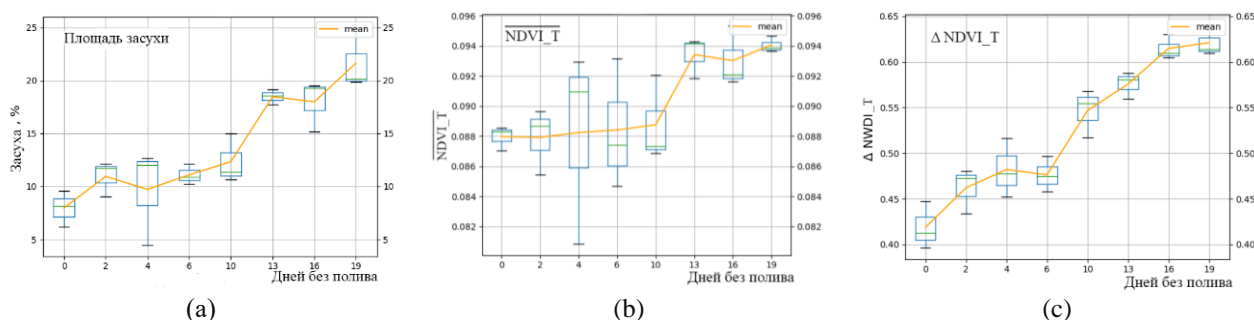 Площадь засухи
mean
Засуха , %
25
20
15
10
5
25
20
15
10
5
0 2 4 6 10 13 16 19
Дней без полива
(a)
NDVI_T
mean
NDVI_T
0.096
0.094
0.092
0.090
0.088
0.086
0.084
0.082
0.096
0.094
0.092
0.090
0.088
0.086
0.084
0.082
0 2 4 6 10 13 16 19
Дней без полива
(b)
Δ NDVI_T
mean
Δ NWDI_T
0.65
0.60
0.55
0.50
0.45
0.40
0.65
0.60
0.55
0.50
0.45
0.40
0 2 4 6 10 13 16 19
Дней без полива
(c)